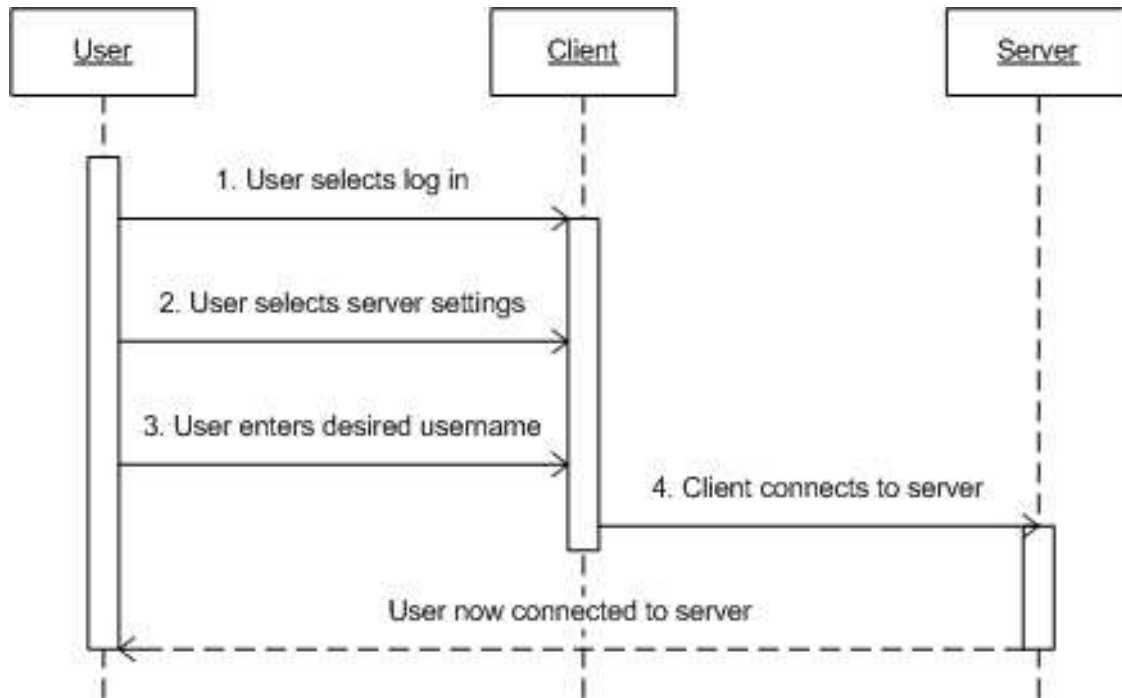 User
Client
Server
1. User selects log in
2. User selects server settings
3. User enters desired username
4. Client connects to server
User now connected to server